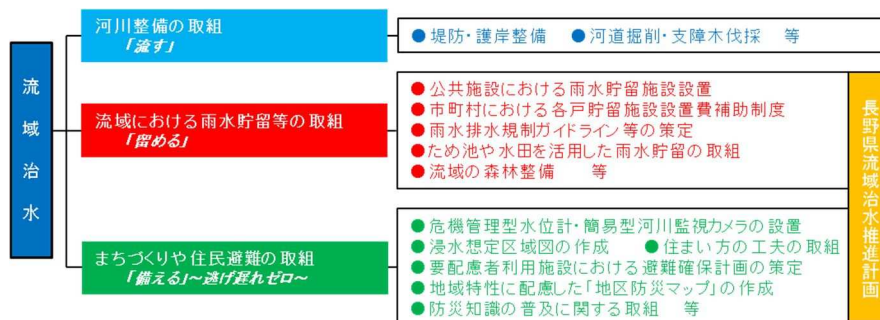 流域治水
河川整備の取組
「流す」
●堤防・護岸整備　●河道掘削・支障木伐採　等
流域における雨水貯留等の取組
「留める」
●公共施設における雨水貯留施設設置
●市町村における各戸貯留施設設置費補助制度
●雨水排水規制ガイドライン等の策定
●ため池や水田を活用した雨水貯留の取組
●流域の森林整備　等
まちづくりや住民避難の取組
「備える」～逃げ遅れゼロ～
●危機管理型水位計・簡易型河川監視カメラの設置
●浸水想定区域図の作成　●住まい方の工夫の取組
●要配慮者利用施設における避難確保計画の策定
●地域特性に配慮した「地区防災マップ」の作成
●防災知識の普及に関する取組　等
長野県流域治水推進計画